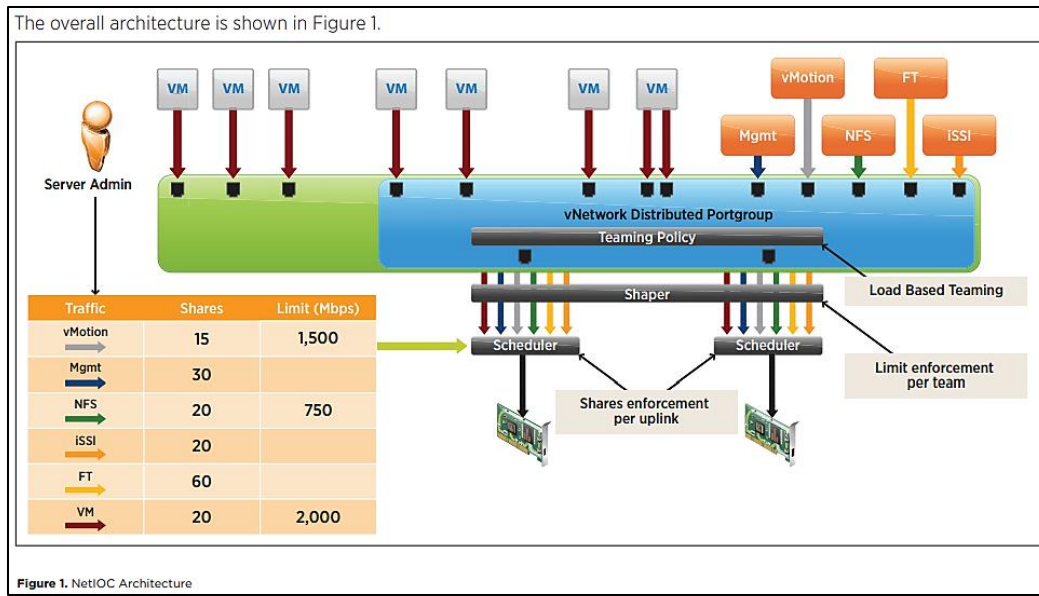 The overall architecture is shown in Figure 1.
VM
VM
VM
VM
VM
VM
VM
vMotion
FT
Mgmt
NFS
iSSI
Server Admin
vNetwork Distributed Portgroup
Teaming Policy
Load Based Teaming
Shaper
Traffic Shares Limit (Mbps)
vMotion 15 1,500
Mgmt 30
NFS 20 750
iSSI 20
FT 60
VM 20 2,000
Scheduler
Scheduler
Limit enforcement
per team
Shares enforcement
per uplink
Figure 1. NetIOC Architecture